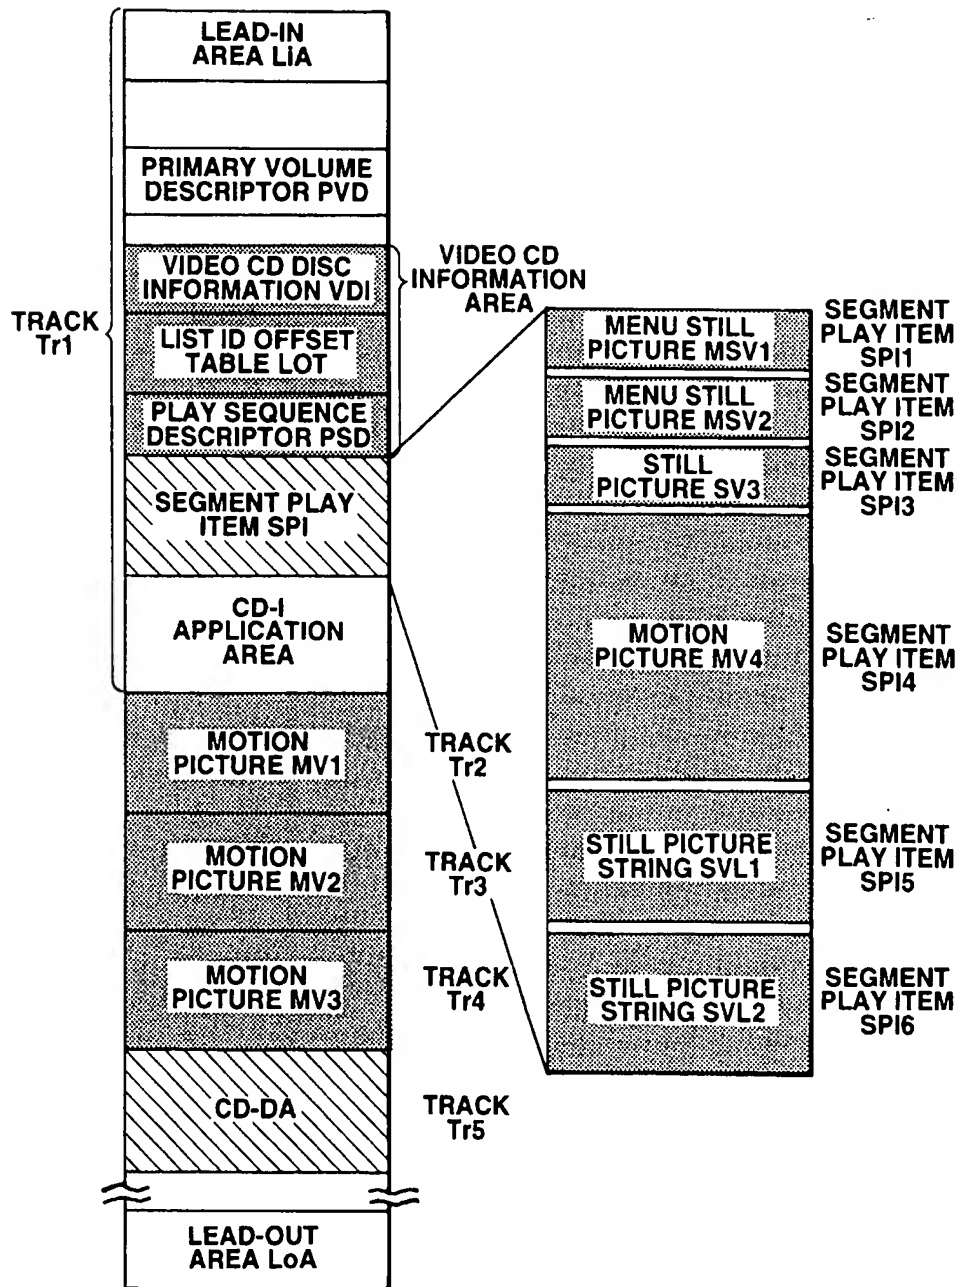 LEAD-IN
AREA LiA
PRIMARY VOLUME
DESCRIPTOR PVD
VIDEO CD DISC
INFORMATION VDI
LIST ID OFFSET
TABLE LOT
PLAY SEQUENCE
DESCRIPTOR PSD
SEGMENT PLAY
ITEM SPI
CD-I
APPLICATION
AREA
MOTION
PICTURE MV1
MOTION
PICTURE MV2
MOTION
PICTURE MV3
CD-DA
LEAD-OUT
AREA LoA
TRACK
Tr1
VIDEO CD
INFORMATION
AREA
TRACK
Tr2
TRACK
Tr3
TRACK
Tr4
TRACK
Tr5
MENU STILL
PICTURE MSV1
SEGMENT
PLAY ITEM
SPI1
MENU STILL
PICTURE MSV2
SEGMENT
PLAY ITEM
SPI2
STILL
PICTURE SV3
SEGMENT
PLAY ITEM
SPI3
MOTION
PICTURE MV4
SEGMENT
PLAY ITEM
SPI4
STILL PICTURE
STRING SVL1
SEGMENT
PLAY ITEM
SPI5
STILL PICTURE
STRING SVL2
SEGMENT
PLAY ITEM
SPI6